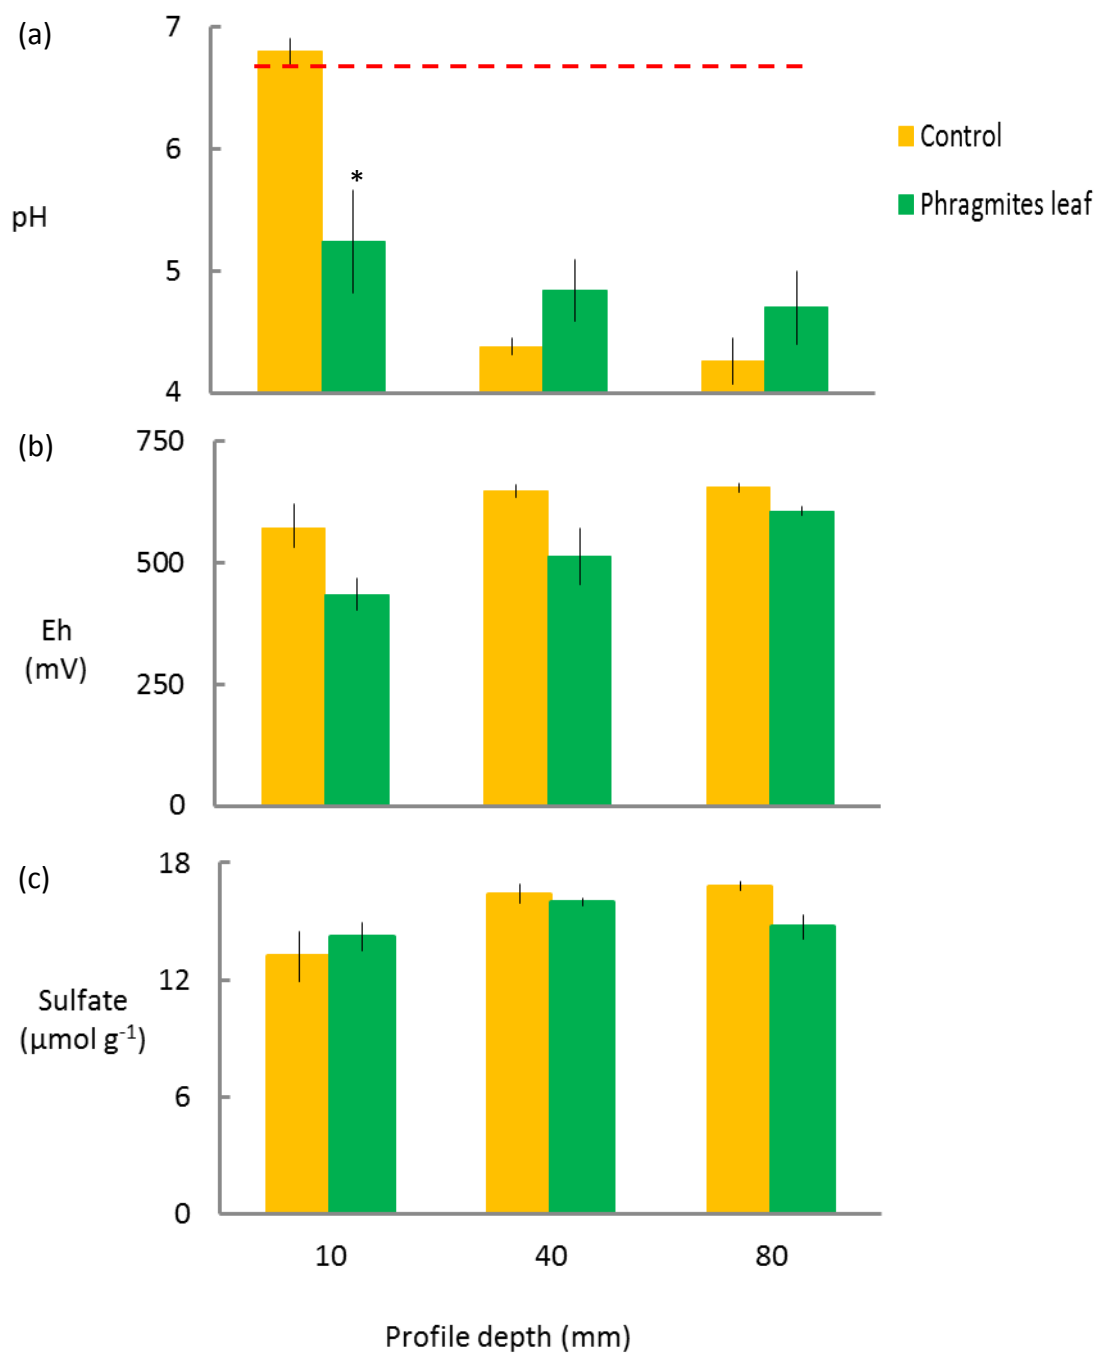 (a)
7
6
pH
5
4
*
Control
Phragmites leaf
(b)
750
500
Eh
(mV)
250
0
(c)
18
12
Sulfate
(μmol g-1)
6
0
10 40 80
Profile depth (mm)